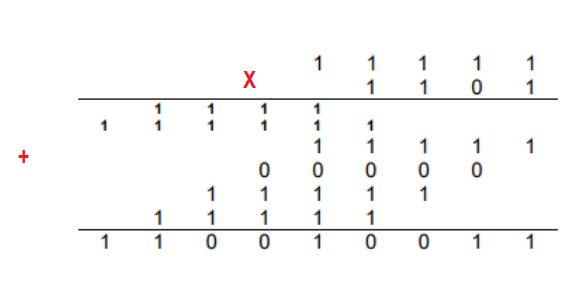 1 1 1 1 1
X 1 1 0 1
1 1 1 1
1 1 1 1 1 1
+ 1 1 1 1 1
0 0 0 0 0
1 1 1 1 1
1 1 1 1 1
1 1 0 0 1 0 0 1 1